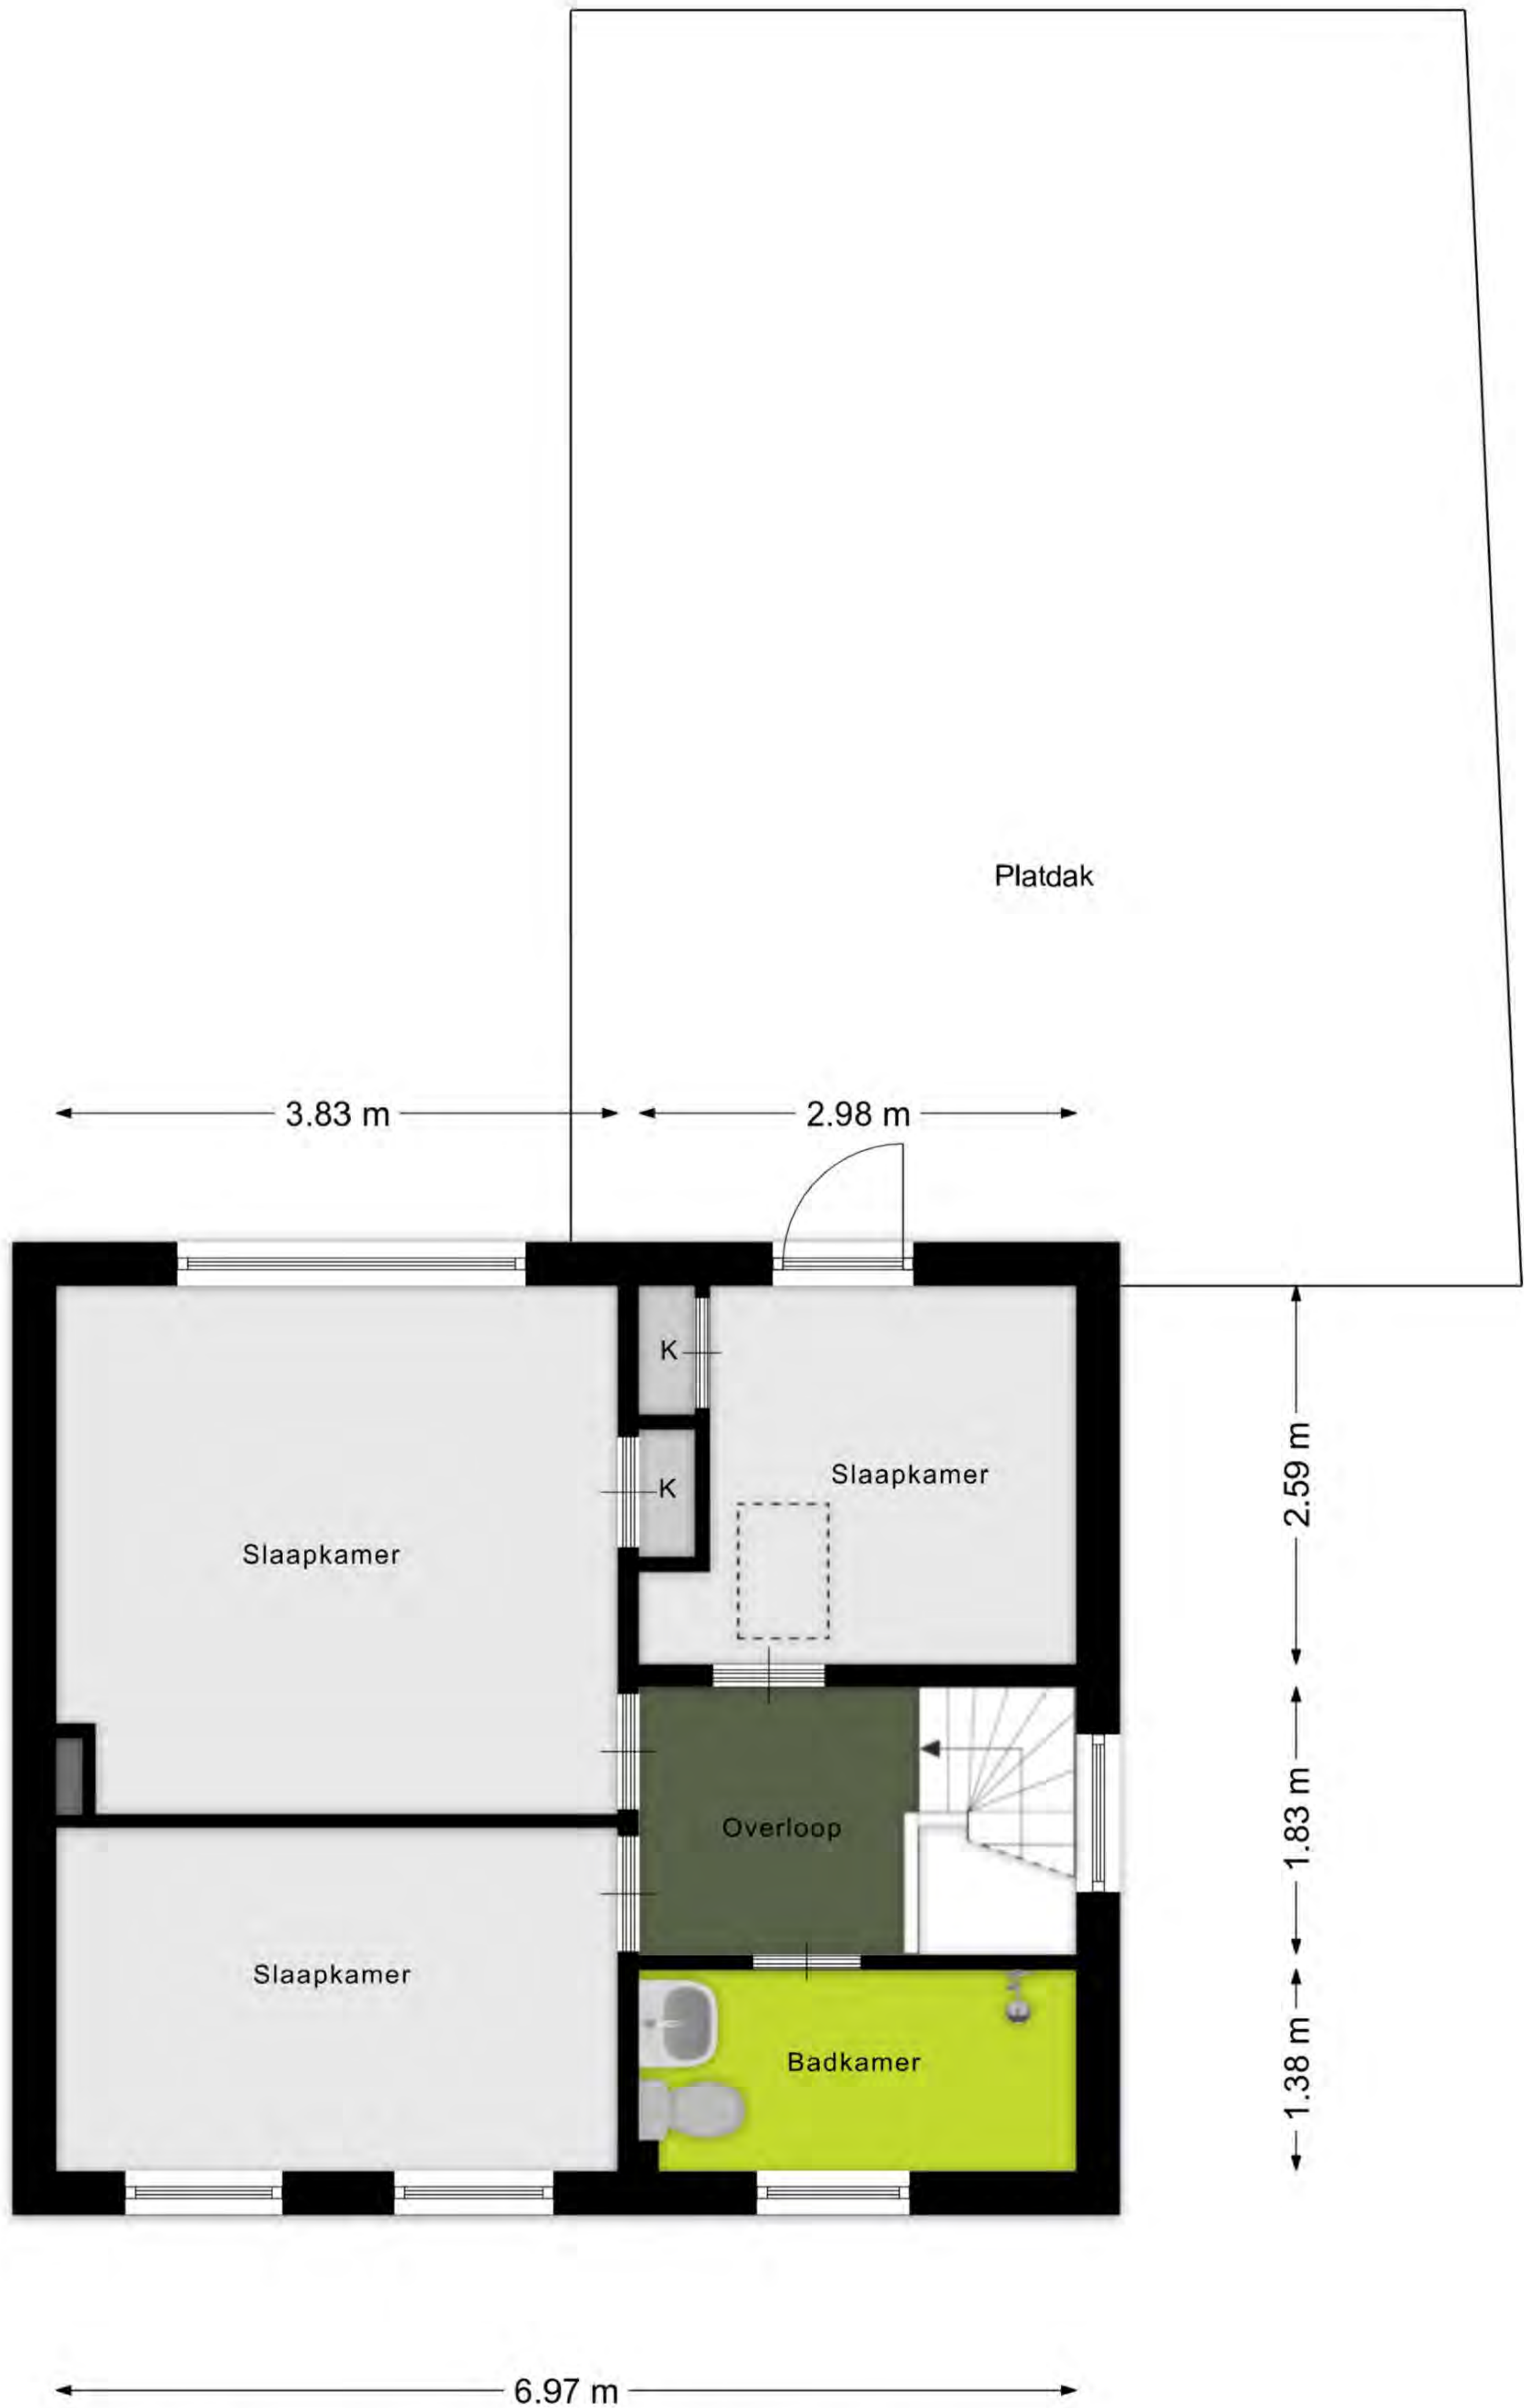 Platdak
3.83 m
2.98 m
K
K
Slaapkamer
2.59 m
Slaapkamer
Overloop
1.83 m
Slaapkamer
Badkamer
1.38 m
6.97 m